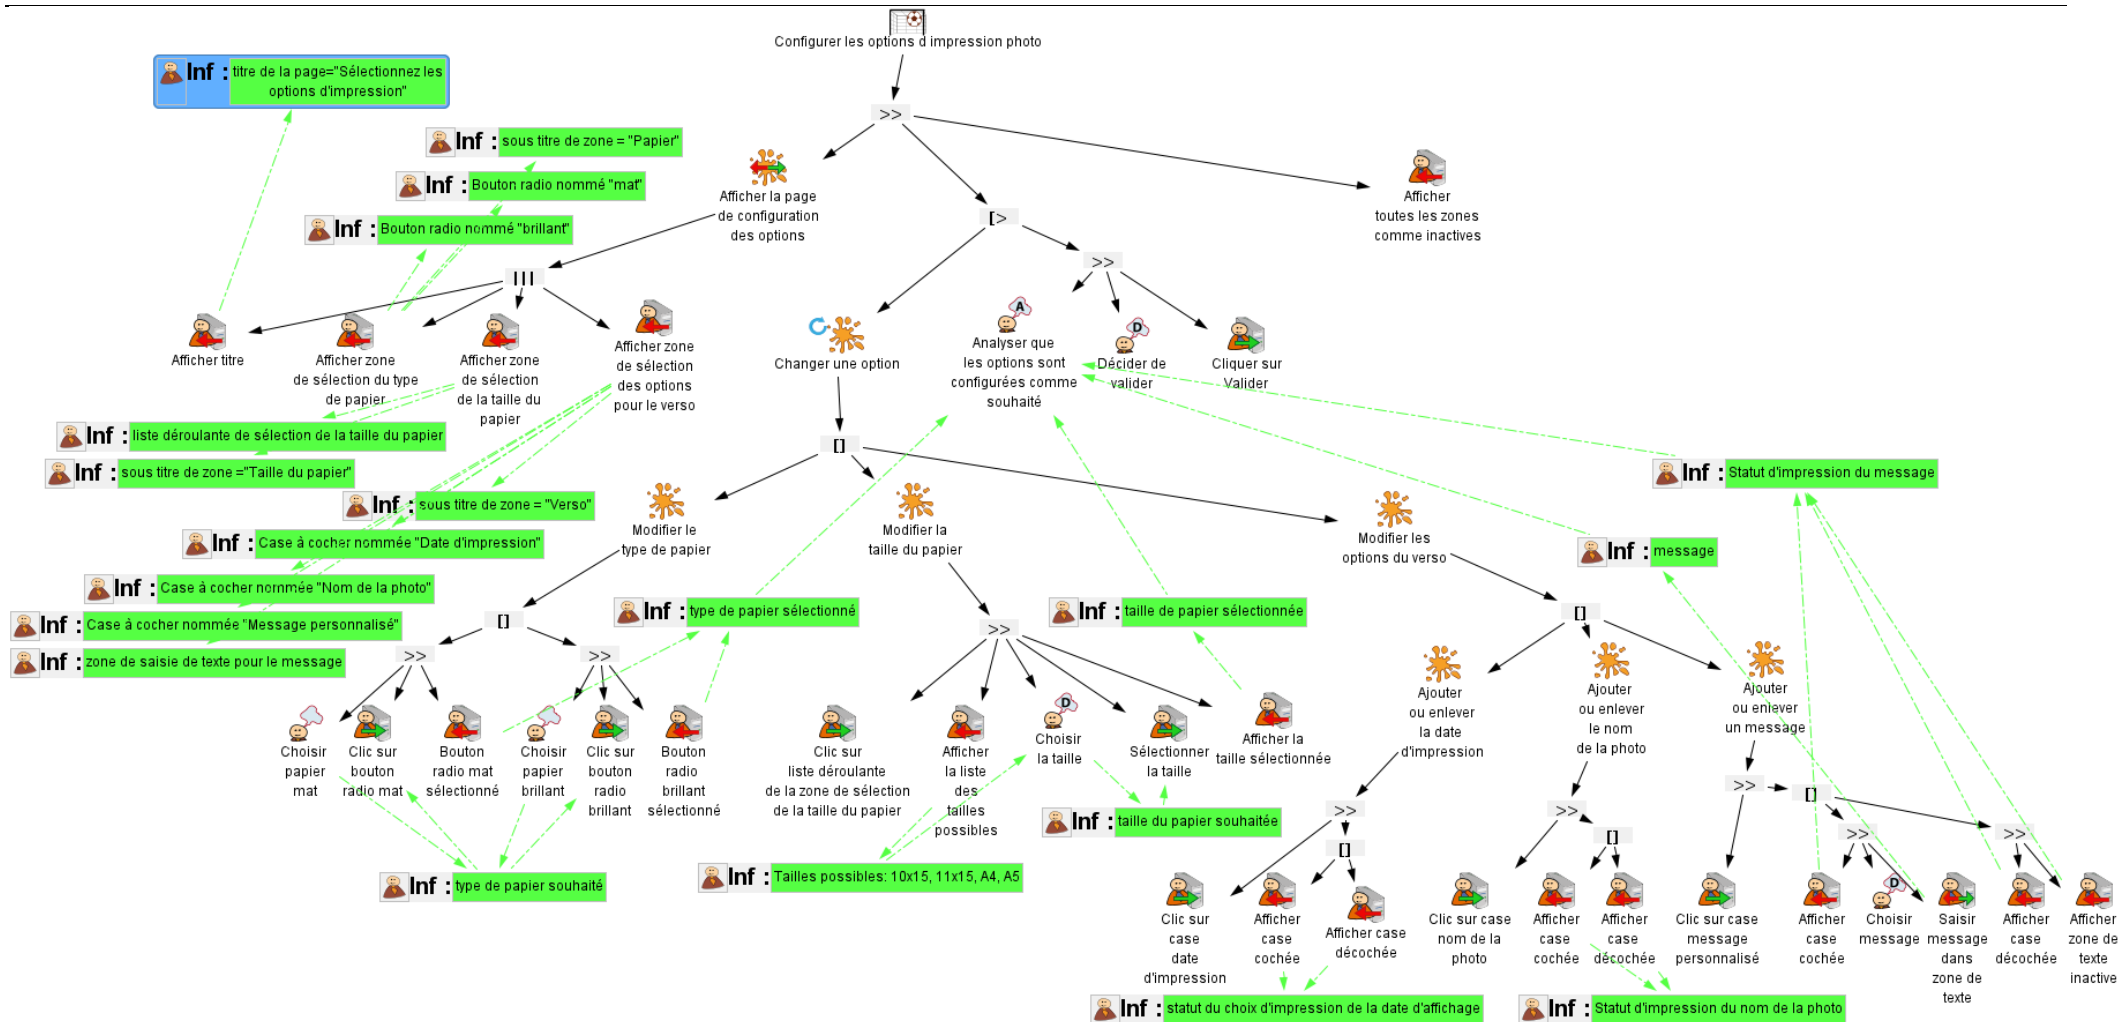 Configurer les options d impression photo
>>
Inf :
titre de la page="Sélectionnez les
options d'impression"
Inf :
sous titre de zone = "Papier"
Inf :
Bouton radio nommé "mat"
Inf :
Bouton radio nommé "brillant"
Afficher la page
de configuration
des options
[>
Afficher
toutes les zones
comme inactives
|||
>>
Afficher titre
Afficher zone
de sélection du type
de papier
Afficher zone
de sélection
de la taille du
papier
Afficher zone
de sélection
des options
pour le verso
Changer une option
A
Analyser que
les options sont
configurées comme
souhaité
D
Décider de
valider
Cliquer sur
Valider
Inf :
liste déroulante de sélection de la taille du papier
Inf :
sous titre de zone ="Taille du papier"
Inf :
sous titre de zone = "Verso"
Inf :
Case à cocher nommée "Date d'impression"
Inf :
Case à cocher nommée "Nom de la photo"
Inf :
Case à cocher nommée "Message personnalisé"
Inf :
zone de saisie de texte pour le message
[]
Inf :
Statut d'impression du message
Modifier le
type de papier
Modifier la
taille du papier
Modifier les
options du verso
Inf :
message
Inf :
type de papier sélectionné
Inf :
taille de papier sélectionnée
[]
>>
[]
>>
>>
Choisir
papier
mat
Clic sur
bouton
radio mat
Bouton
radio mat
sélectionné
Choisir
papier
brillant
Clic sur
bouton
radio
brillant
Bouton
radio
brillant
sélectionné
Clic sur
liste déroulante
de la zone de sélection
de la taille du papier
Afficher
la liste
des
tailles
possibles
D
Choisir
la taille
Sélectionner
la taille
Afficher la
taille sélectionnée
Ajouter
ou enlever
la date
d'impression
Ajouter
ou enlever
le nom
de la photo
Ajouter
ou enlever
un message
Inf :
taille du papier souhaitée
Inf :
type de papier souhaité
Inf :
Tailles possibles: 10x15, 11x15, A4, A5
>>
[]
>>
[]
>>
[]
>>
>>
Clic sur
case
date
d'impression
Afficher
case
cochée
Afficher case
décochée
Clic sur case
nom de la
photo
Afficher
case
cochée
Afficher
case
décochée
Clic sur case
message
personnalisé
Afficher
case
cochée
D
Choisir
message
Saisir
message
dans
zone de
texte
Afficher
case
décochée
Afficher
zone de
texte
inactive
Inf :
statut du choix d'impression de la date d'affichage
Inf :
Statut d'impression du nom de la photo